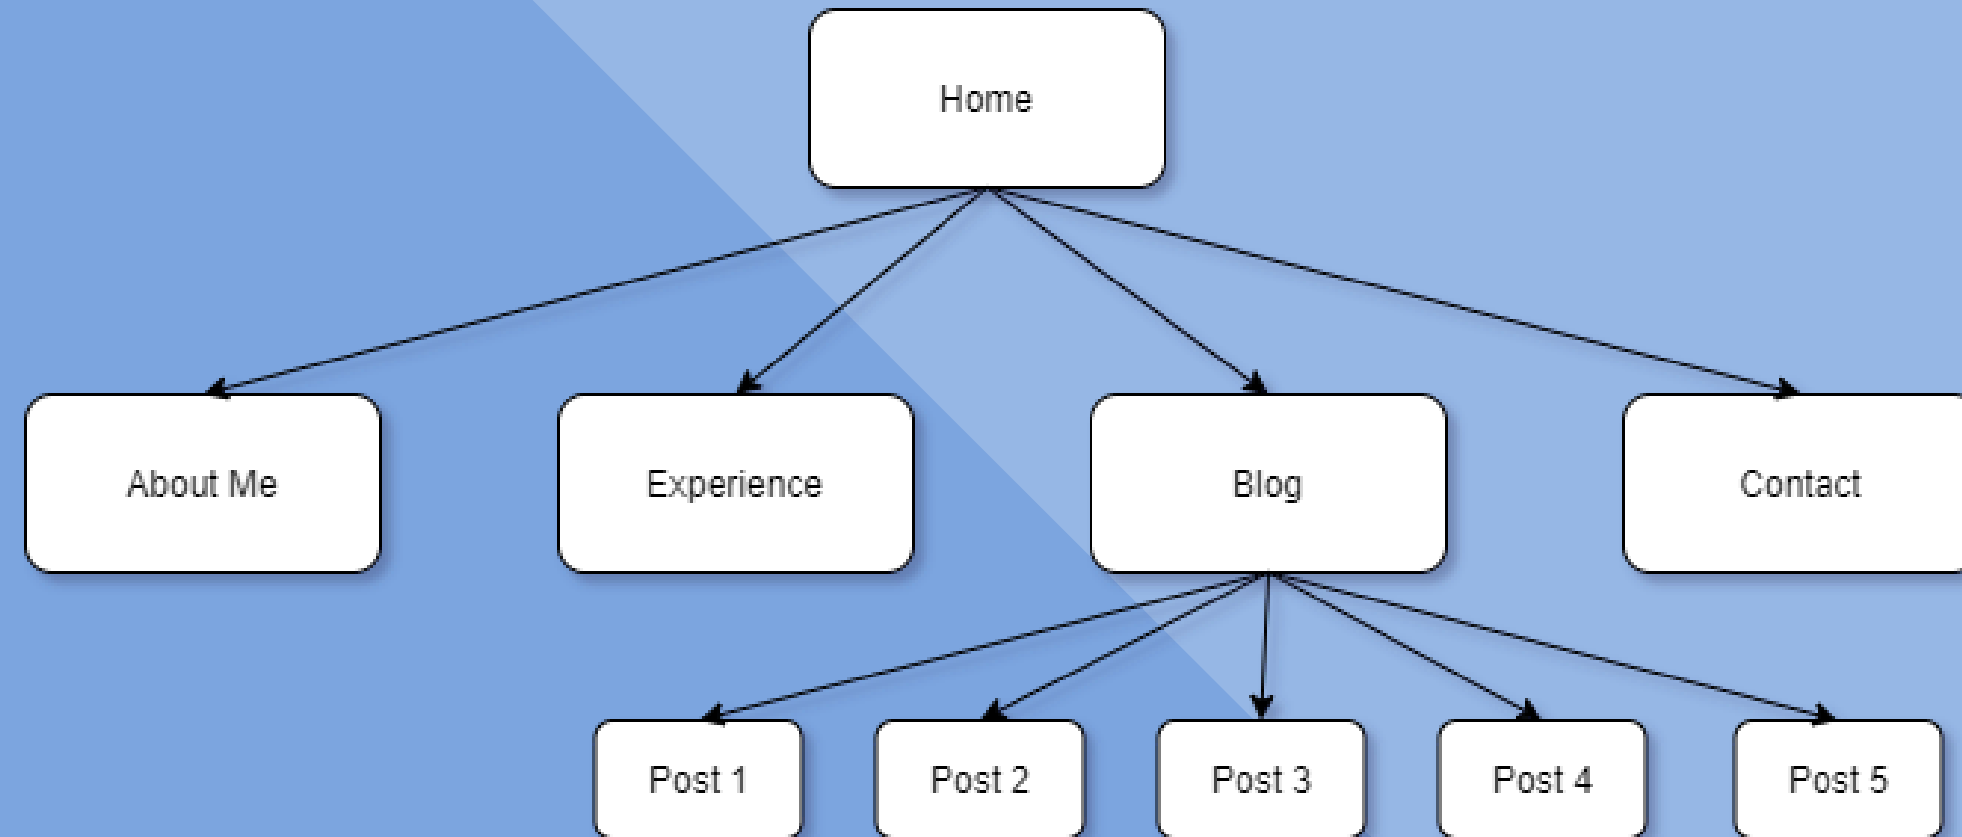 Home
About Me
Experience
Blog
Contact
Post 1
Post 2
Post 3
Post 4
Post 5